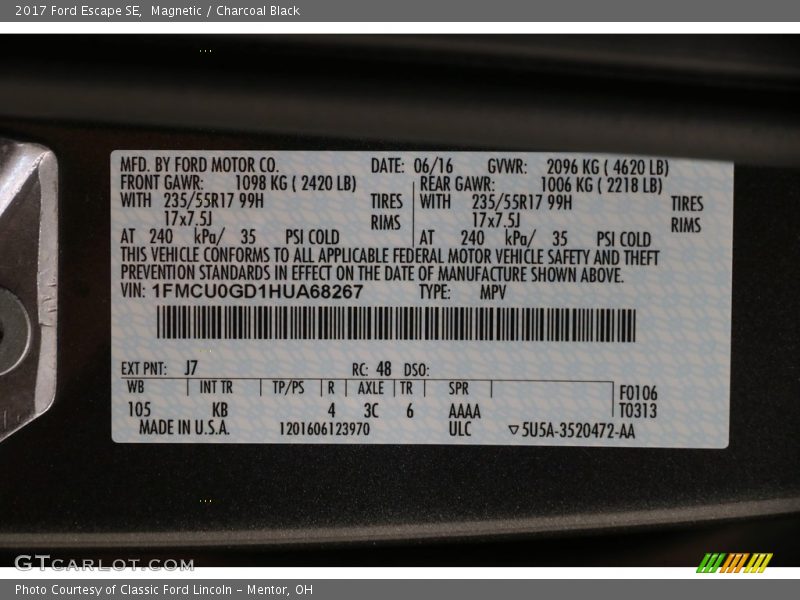 2017 Ford Escape SE,  Magnetic / Charcoal Black
MFD. BY FORD MOTOR CO. DATE: 06/16 GVWR: 2096 KG ( 4620 LB)
FRONT GAWR: 1098 KG ( 2420 LB) REAR GAWR: 1006 KG ( 2218 LB)
WITH 235/55R17 99H TIRES WITH 235/55R17 99H TIRES
17x7.5J RIMS 17x7.5J RIMS
AT 240 kPa/ 35 PSI COLD AT 240 kPa/ 35 PSI COLD
THIS VEHICLE CONFORMS TO ALL APPLICABLE FEDERAL MOTOR VEHICLE SAFETY AND THEFT
PREVENTION STANDARDS IN EFFECT ON THE DATE OF MANUFACTURE SHOWN ABOVE.
VIN: 1FMCU0GD1HUA68267 TYPE: MPV
EXT PNT: J7 RC: 48 DSO:
WB INT TR TP/PS R AXLE TR SPR F0106
105 KB 4 3C 6 AAAA T0313
MADE IN U.S.A. 1201606123970 ULC ▽5U5A-3520472-AA
GTCARLOT.COM
Photo Courtesy of Classic Ford Lincoln - Mentor, OH